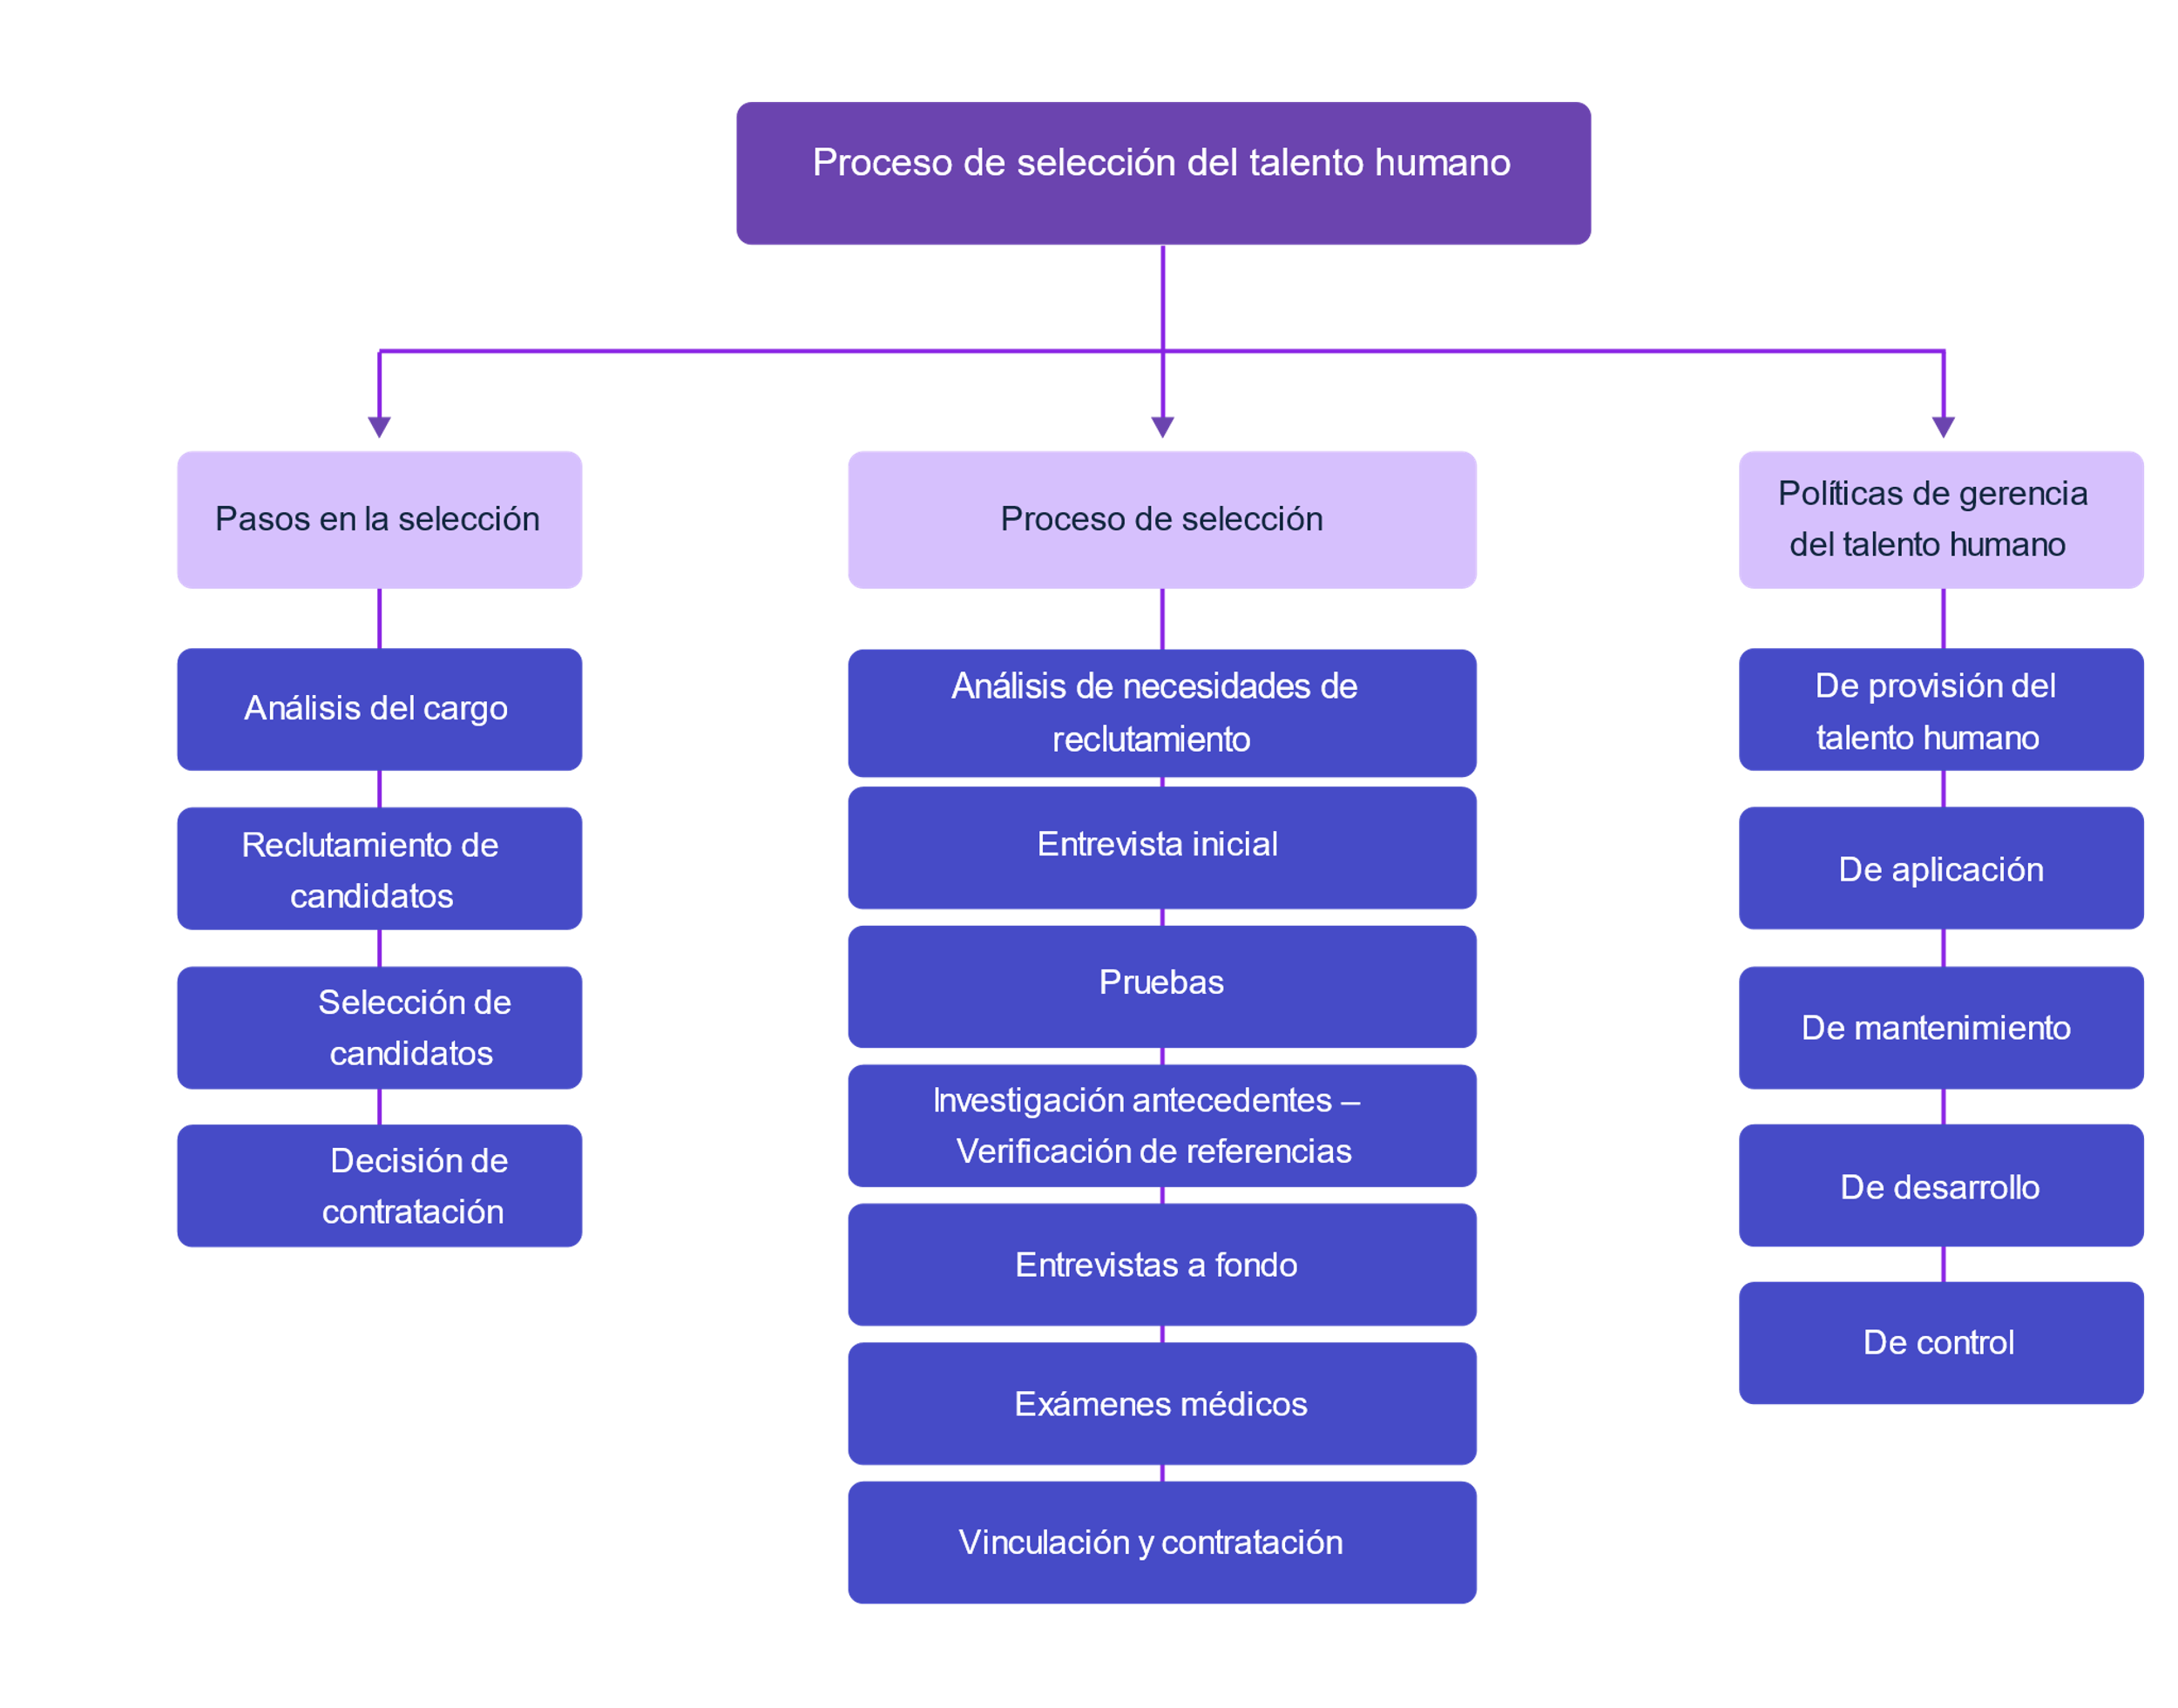 Proceso de selección del talento humano
Pasos en la selección
Análisis del cargo
Reclutamiento de
candidatos
Selección de
candidatos
Decisión de
contratación
Proceso de selección
Análisis de necesidades de
reclutamiento
Entrevista inicial
Pruebas
Investigación antecedentes –
Verificación de referencias
Entrevistas a fondo
Exámenes médicos
Vinculación y contratación
Políticas de gerencia
del talento humano
De provisión del
talento humano
De aplicación
De mantenimiento
De desarrollo
De control